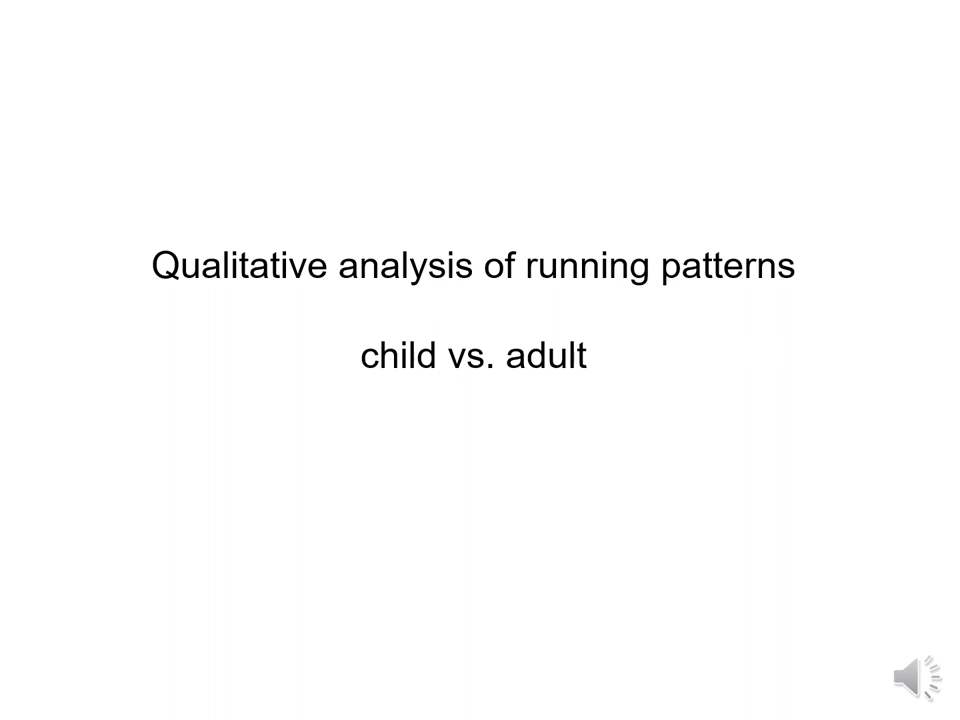 Qualitative analysis of running patterns
child vs. adult